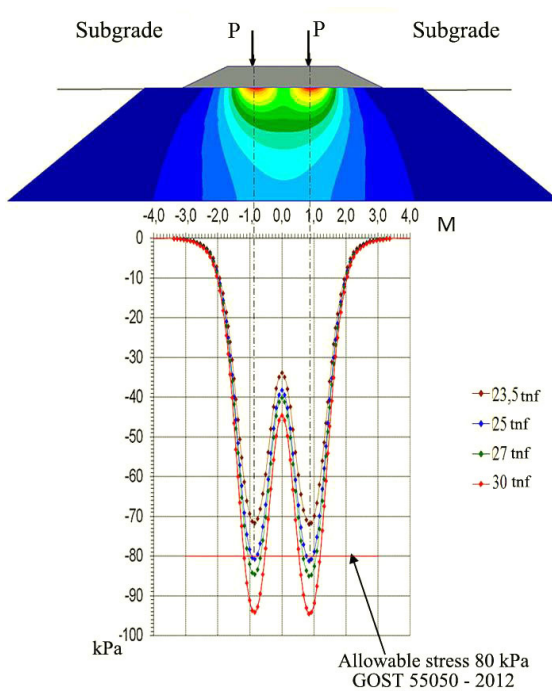 Subgrade P P Subgrade
-4,0 -3,0 -2,0 -1,0 0,0 1,0 2,0 3,0 4,0 M
0
-10
-20
-30
-40
-50
-60
-70
-80
-90
-100
kPa
23,5 tnf
25 tnf
27 tnf
30 tnf
Allowable stress 80 kPa
GOST 55050 - 2012